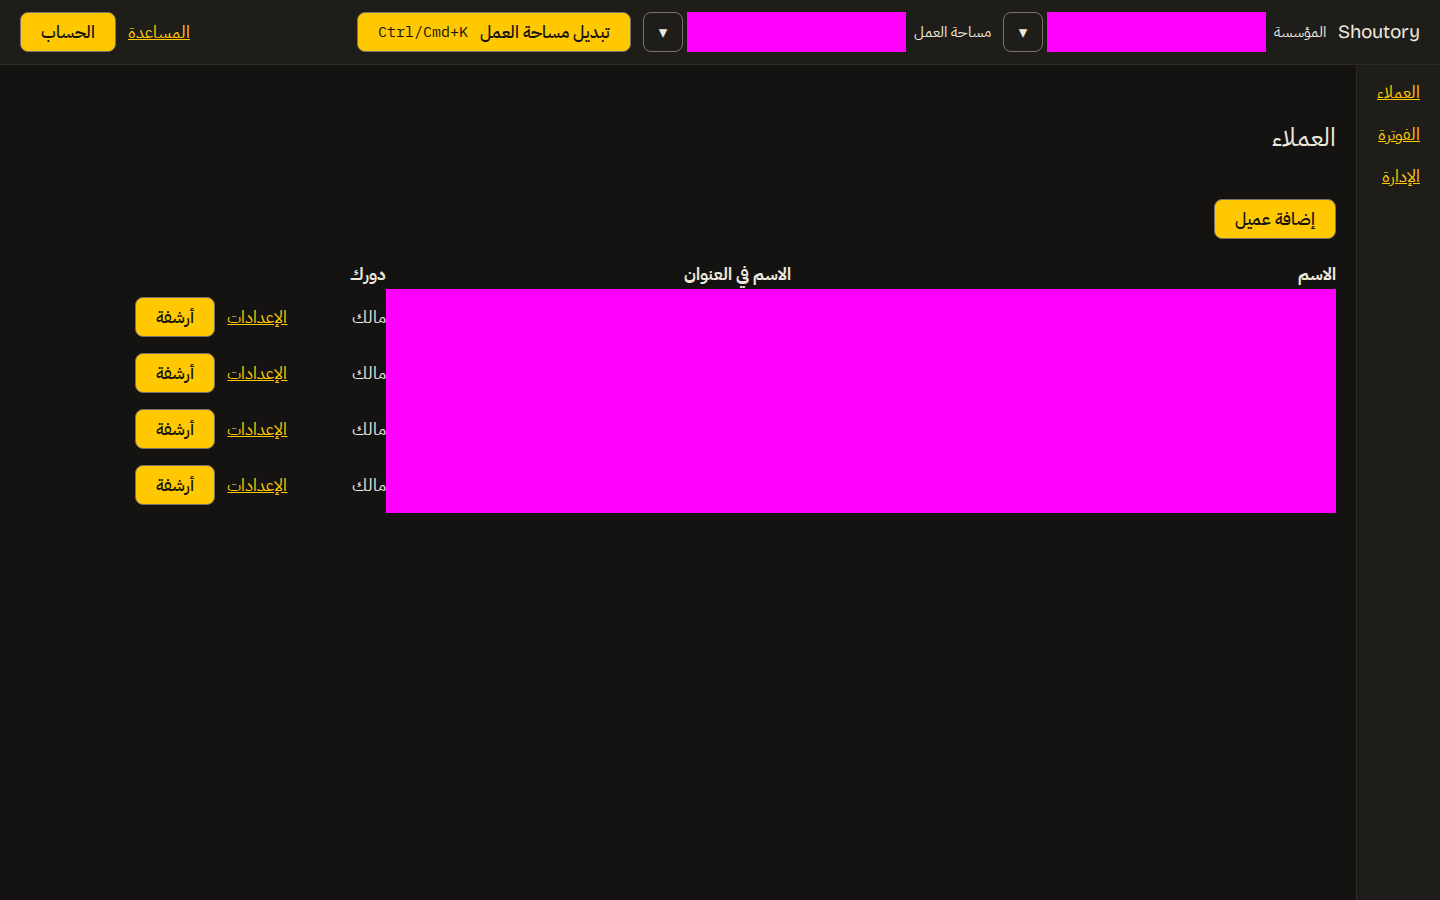 Shoutory المؤسسة ▼ مساحة العمل ▼ تبديل مساحة العمل Ctrl/Cmd+K المساعدة الحساب
العملاء
الفوترة
الإدارة
العملاء
إضافة عميل
الاسم الاسم في العنوان دورك
مالك الإعدادات أرشفة
مالك الإعدادات أرشفة
مالك الإعدادات أرشفة
مالك الإعدادات أرشفة